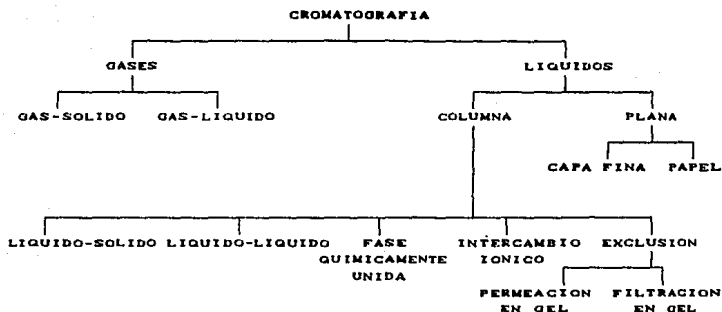 CROMATOGRAFIA
GASES LIQUIDOS
GAS-SOLIDO GAS-LIQUIDO COLUMNA PLANA
CAPA FINA PAPEL
LIQUIDO-SOLIDO LIQUIDO-LIQUIDO FASE INTERCAMBIO EXCLUSION
QUIMICAMENTE IONICO
UNIDA
PERMEACION FILTRACION
EN GEL EN GEL